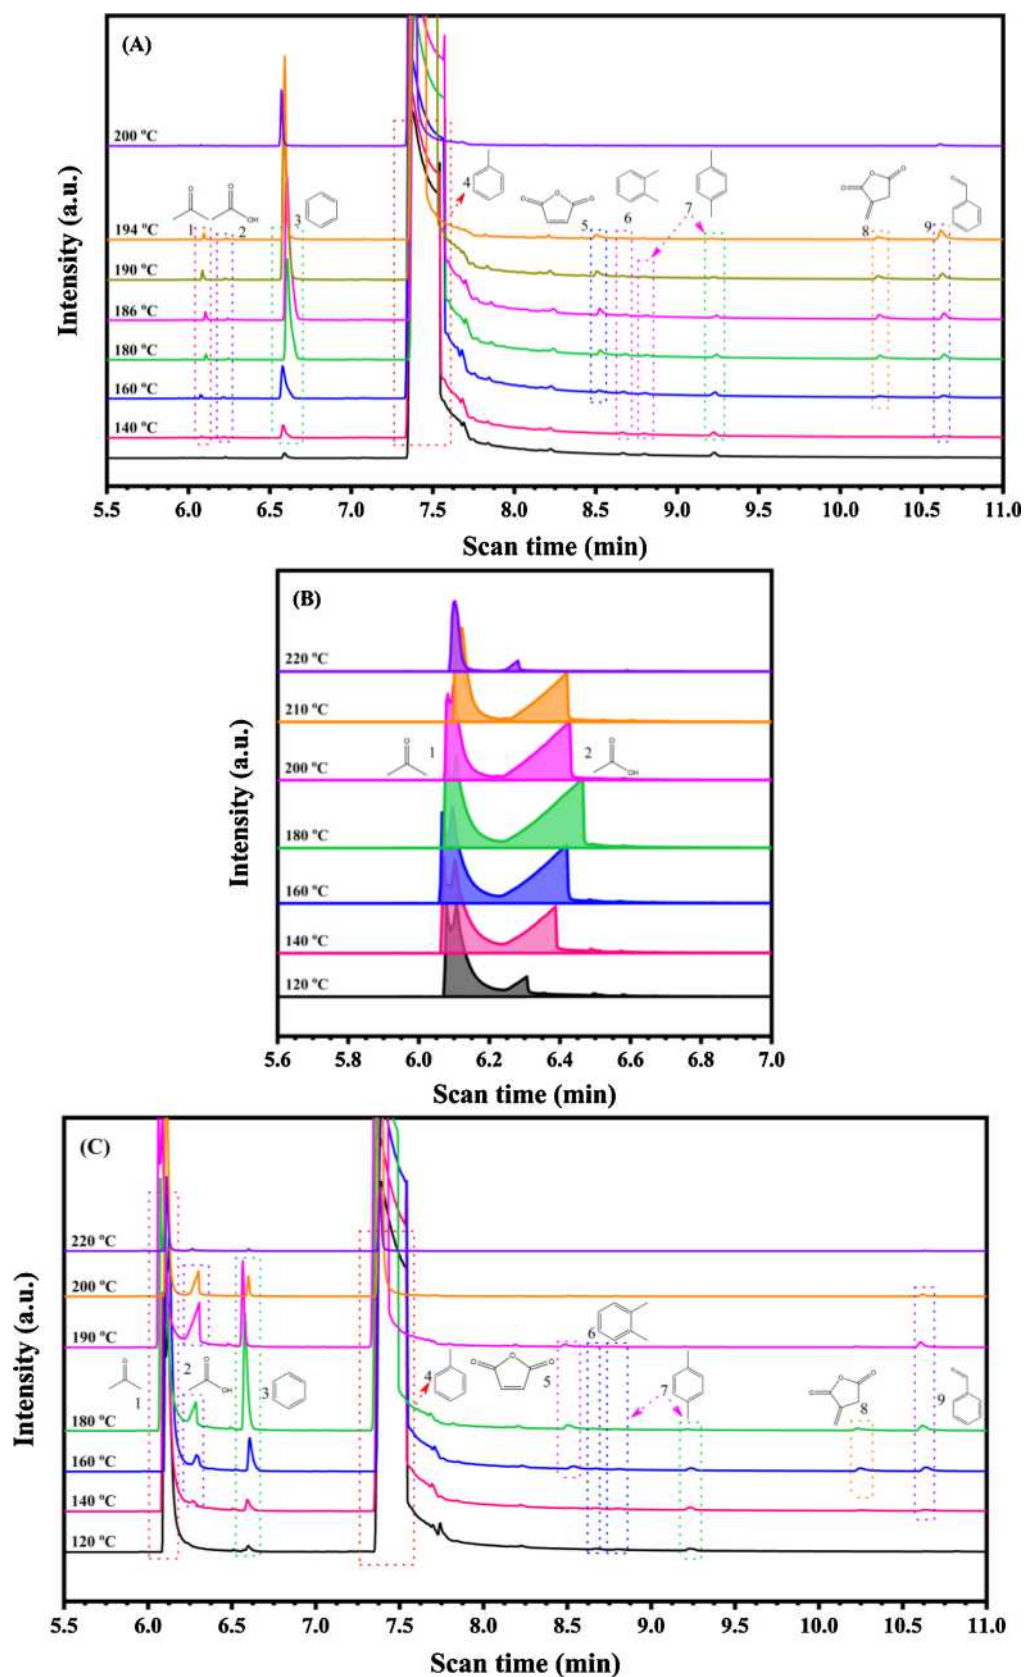 (A)
200 °C
O
O
OH
O
O
O
O
O
O
O
4
3
1
2
5
6
7
8
9
194 °C
190 °C
186 °C
180 °C
160 °C
140 °C
Intensity (a.u.)
5.5 6.0 6.5 7.0 7.5 8.0 8.5 9.0 9.5 10.0 10.5 11.0
Scan time (min)
(B)
220 °C
210 °C
1
O
2
O
OH
200 °C
180 °C
160 °C
140 °C
120 °C
Intensity (a.u.)
5.6 5.8 6.0 6.2 6.4 6.6 6.8 7.0
Scan time (min)
(C)
220 °C
200 °C
6
190 °C
O
1
2
O
OH
3
4
O
O
O
5
7
O
O
O
8
9
O
180 °C
160 °C
140 °C
120 °C
Intensity (a.u.)
5.5 6.0 6.5 7.0 7.5 8.0 8.5 9.0 9.5 10.0 10.5 11.0
Scan time (min)